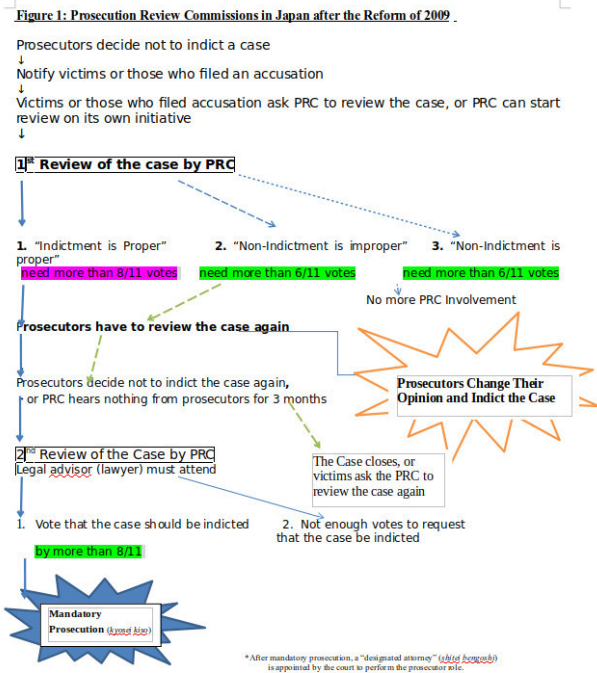 Figure 1: Prosecution Review Commissions in Japan after the Reform of 2009
Prosecutors decide not to indict a case
↓
Notify victims or those who filed an accusation
↓
Victims or those who filed accusation ask PRC to review the case, or PRC can start
review on its own initiative
↓
1st Review of the case by PRC
1. “Indictment is Proper”
2. “Non-Indictment is improper”
3. “Non-Indictment is
proper”
need more than 8/11 votes
need more than 6/11 votes
need more than 6/11 votes
No more PRC Involvement
Prosecutors have to review the case again
Prosecutors Change Their
Opinion and Indict the Case
Prosecutors decide not to indict the case again,
or PRC hears nothing from prosecutors for 3 months
2nd Review of the Case by PRC
Legal advisor (lawyer) must attend
The Case closes, or
victims ask the PRC to
review the case again
1. Vote that the case should be indicted
by more than 8/11
2. Not enough votes to request
that the case be indicted
Mandatory
Prosecution (kyosei kiso)
*After mandatory prosecution, a “designated attorney” (shitei bengoshi)
is appointed by the court to perform the prosecutor role.